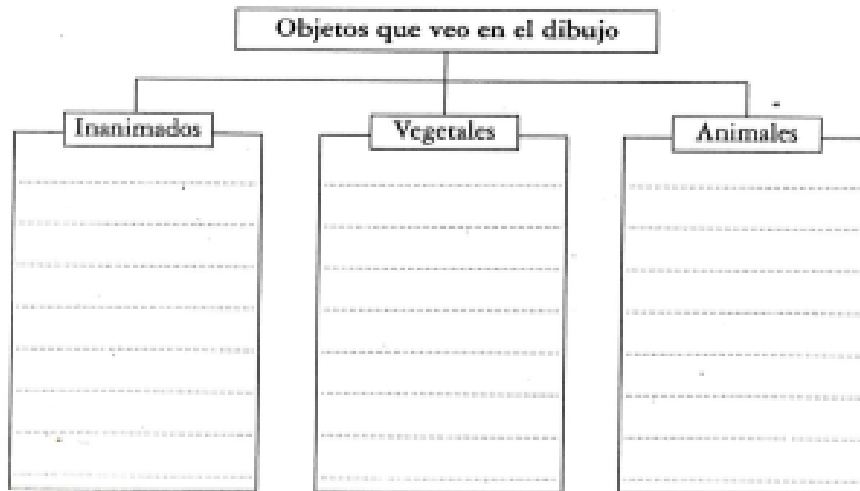 Objetos que veo en el dibujo
Inanimados
Vegetales
Animales